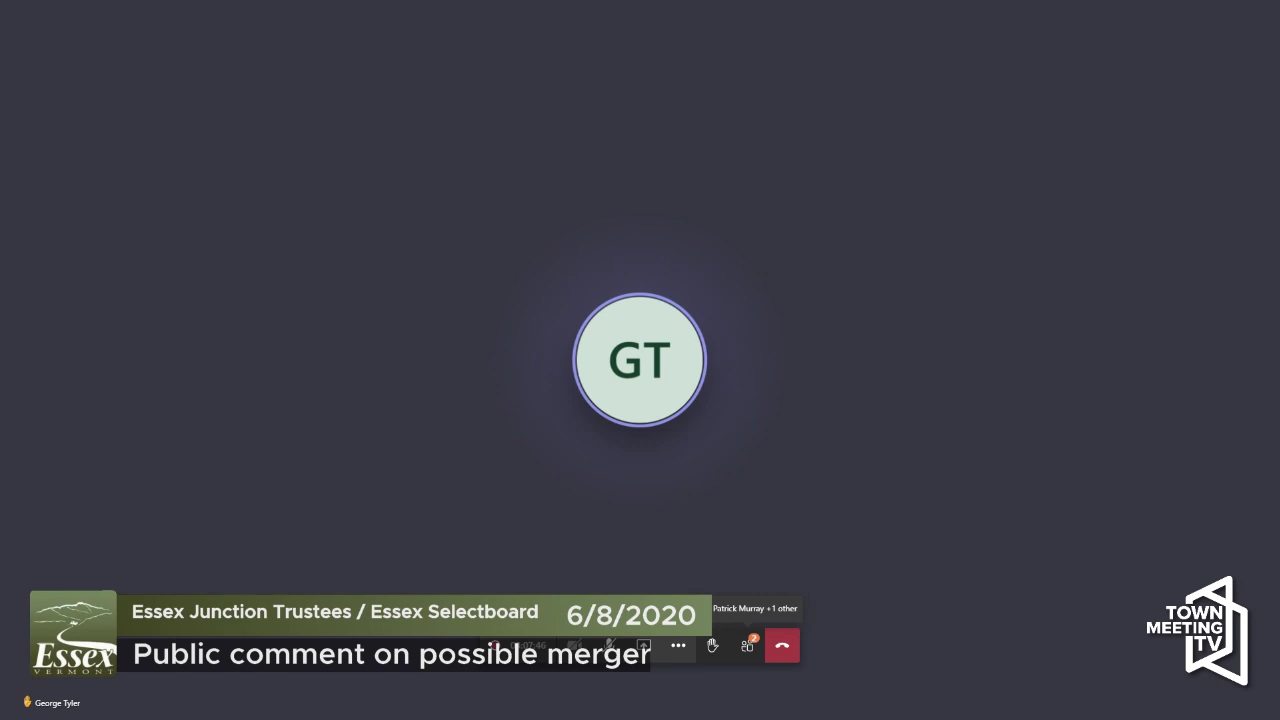 GT
Essex Junction Trustees / Essex Selectboard
6/8/2020
Patrick Murray +1 other
Public comment on possible merger
2
Essex
VERMONT
TOWN
MEETING
TV
George Tyler